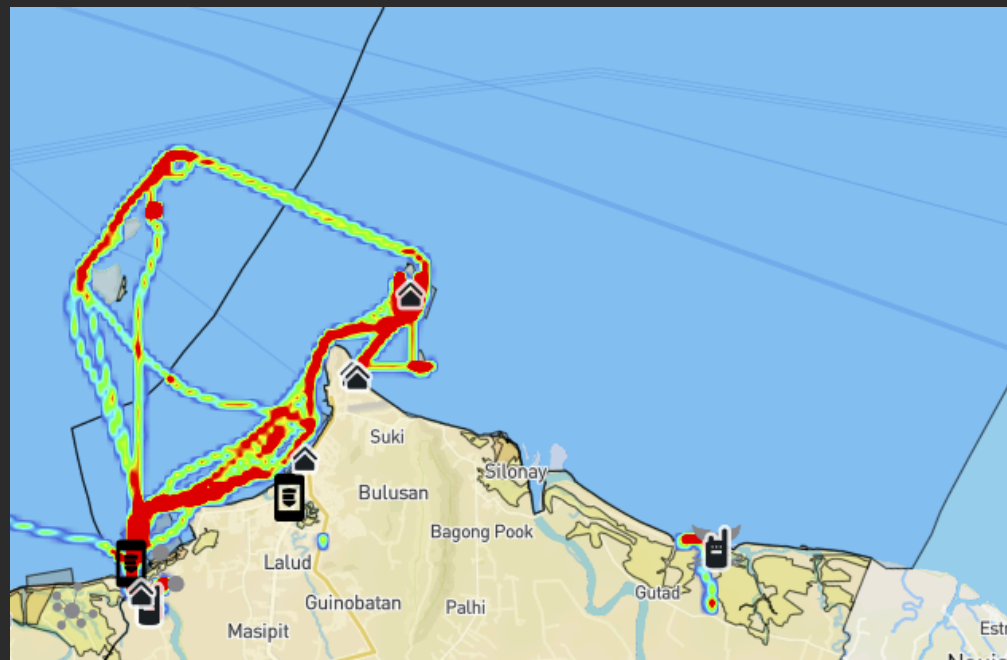 Suki
Silonay
Bulusan
Bagong Pook
Lalud
Gutad
Guinobatan
Palhi
Masipit